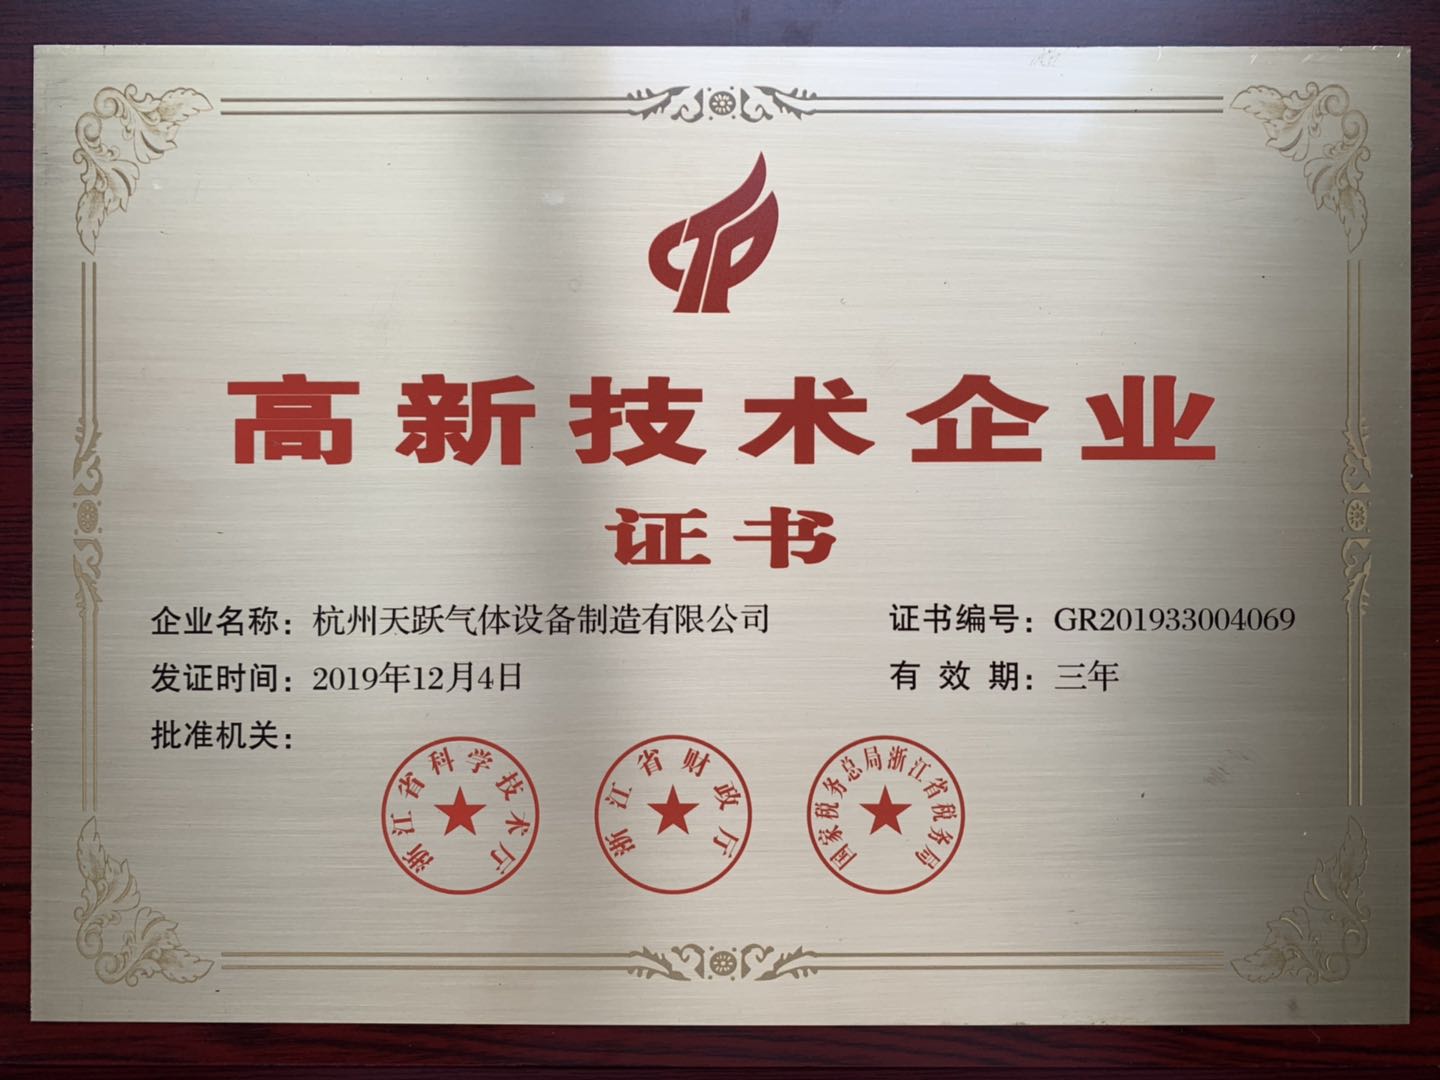 高新技术企业
证书
企业名称：杭州天跃气体设备制造有限公司
证书编号：GR201933004069
发证时间：2019年12月4日
有效期：三年
批准机关：
浙江省科学技术厅
浙江省财政厅
国家税务总局浙江省税务局